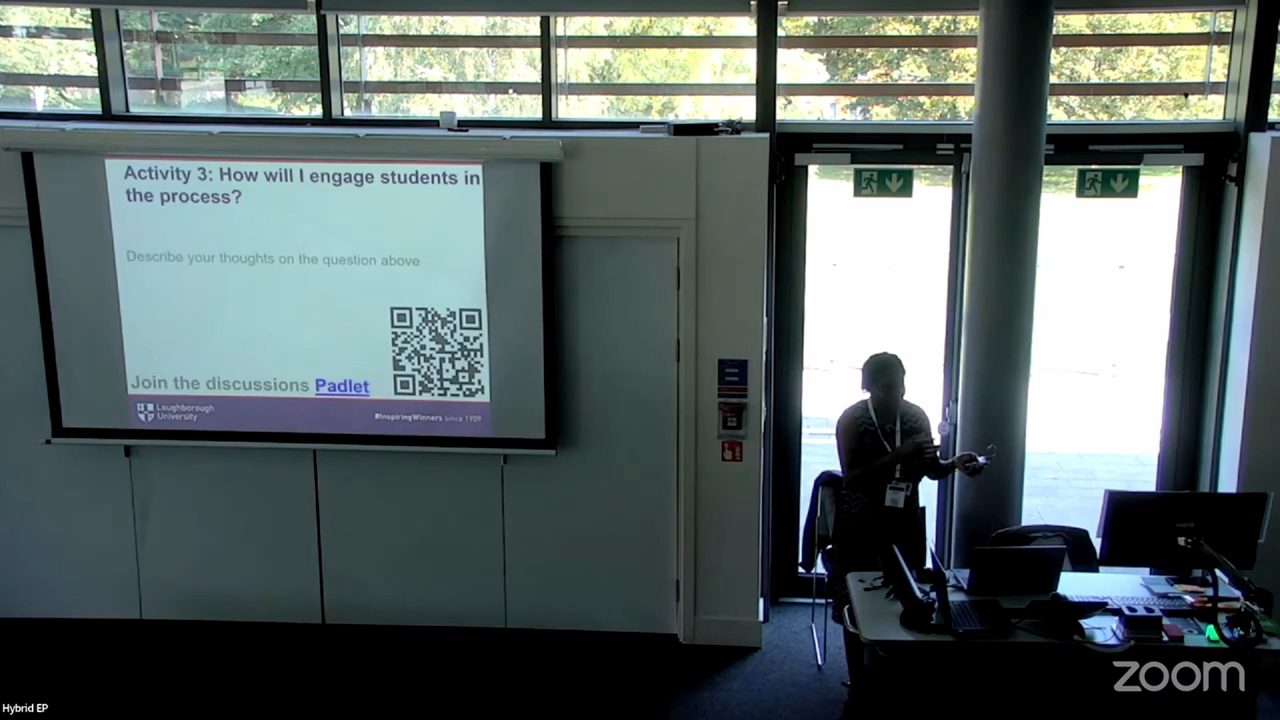 Activity 3: How will I engage students in
the process?
Describe your thoughts on the question above
Join the discussions Padlet
Loughborough
University
#InspiringWinners since 1909
zoom
Hybrid EP